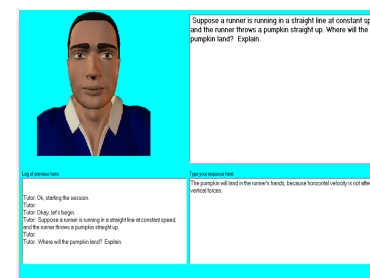 Suppose a runner is running in a straight line at constant sp
and the runner throws a pumpkin straight up. Where will the
pumpkin land? Explain.
Log of previous turns
Tutor: Ok, starting the session.
Tutor:
Tutor: Okay, let's begin.
Tutor: Suppose a runner is running in a straight line at constant speed,
and the runner throws a pumpkin straight up.
Tutor:
Tutor: Where will the pumpkin land? Explain.
Type your response here:
The pumpkin will land in the runner's hands, because horizontal velocity is not affe
vertical forces.